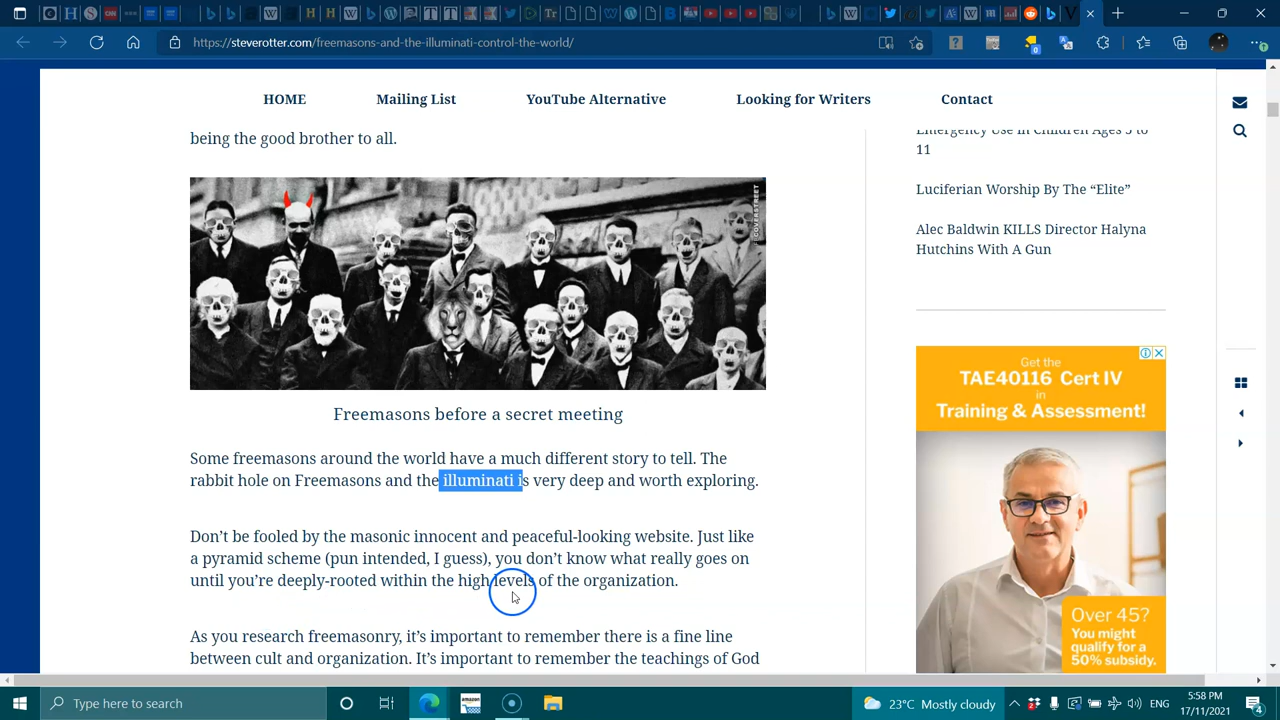 https://steverotter.com/freemasons-and-the-illuminati-control-the-world/
HOME
Mailing List
YouTube Alternative
Looking for Writers
Contact
being the good brother to all.
Freemasons before a secret meeting
Some freemasons around the world have a much different story to tell. The
rabbit hole on Freemasons and the illuminati is very deep and worth exploring.
Don’t be fooled by the masonic innocent and peaceful-looking website. Just like
a pyramid scheme (pun intended, I guess), you don’t know what really goes on
until you’re deeply-rooted within the high levels of the organization.
As you research freemasonry, it’s important to remember there is a fine line
between cult and organization. It’s important to remember the teachings of God
Emergency Use in Children Ages 5 to
11
Luciferian Worship By The “Elite”
Alec Baldwin KILLS Director Halyna
Hutchins With A Gun
Get the
TAE40116 Cert IV
in
Training & Assessment!
Over 45?
You might
qualify for a
50% subsidy.
Type here to search
23°C Mostly cloudy
ENG
5:58 PM
17/11/2021